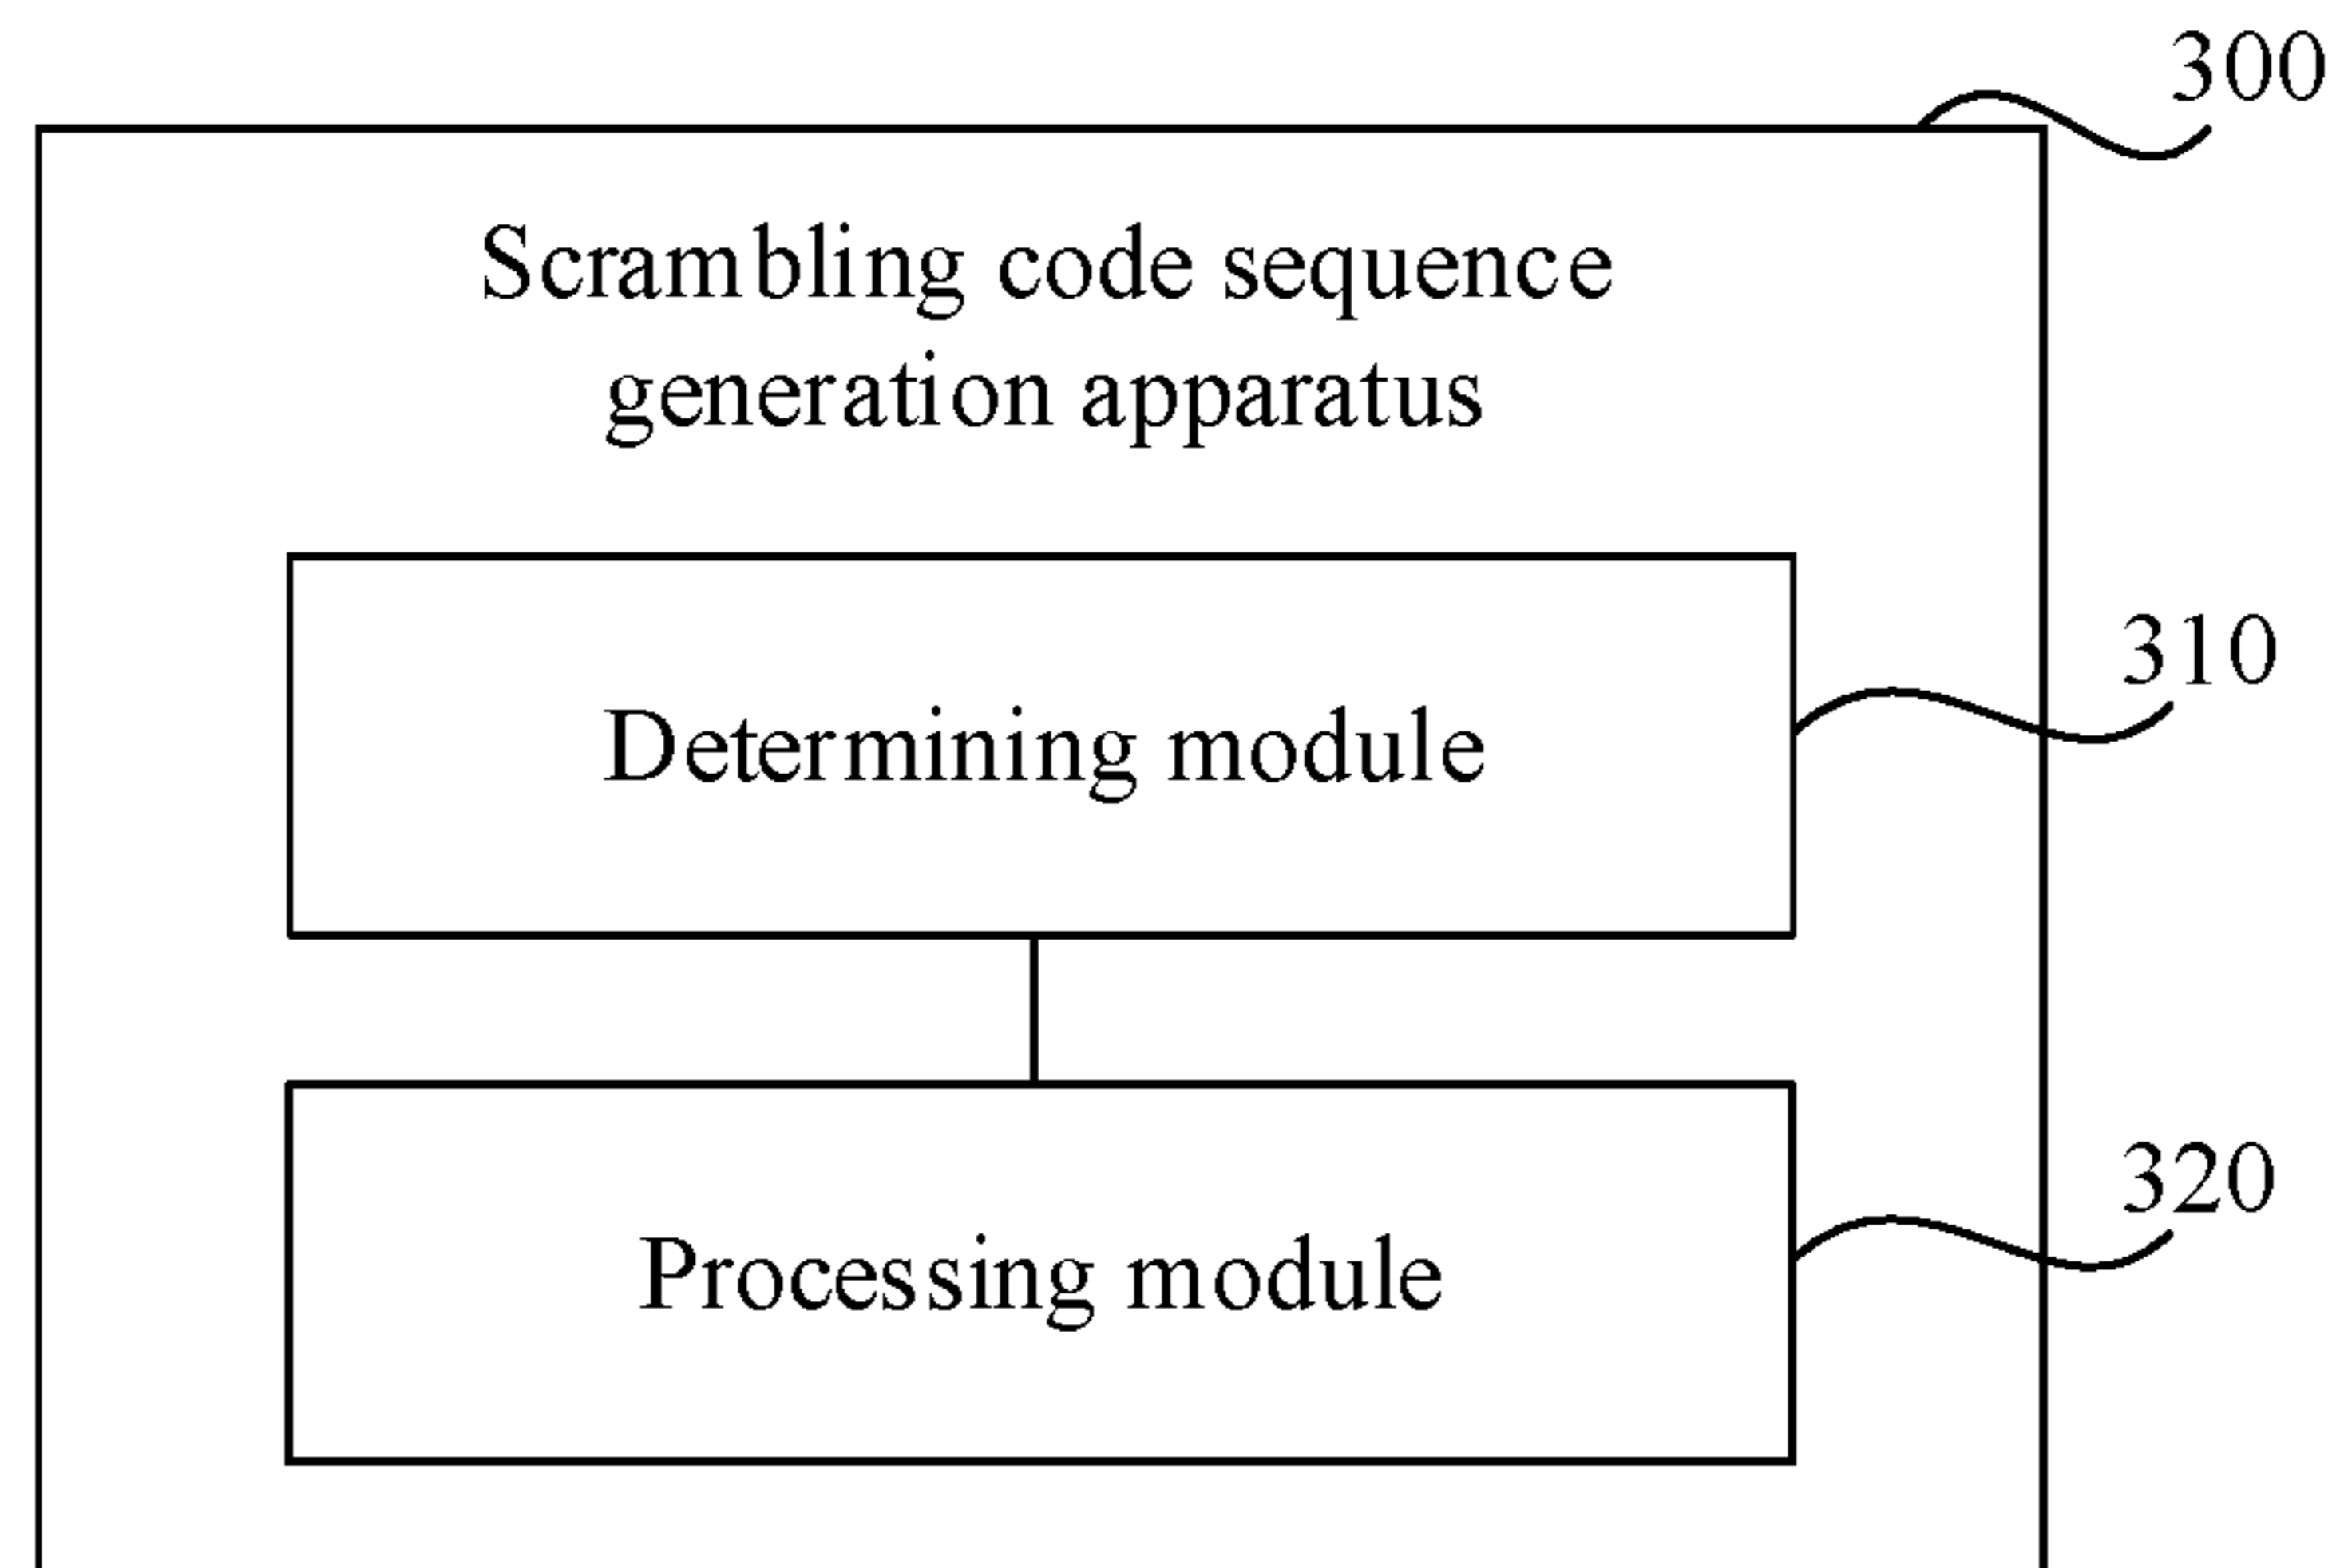 300
Scrambling code sequence
generation apparatus
310
Determining module
320
Processing module